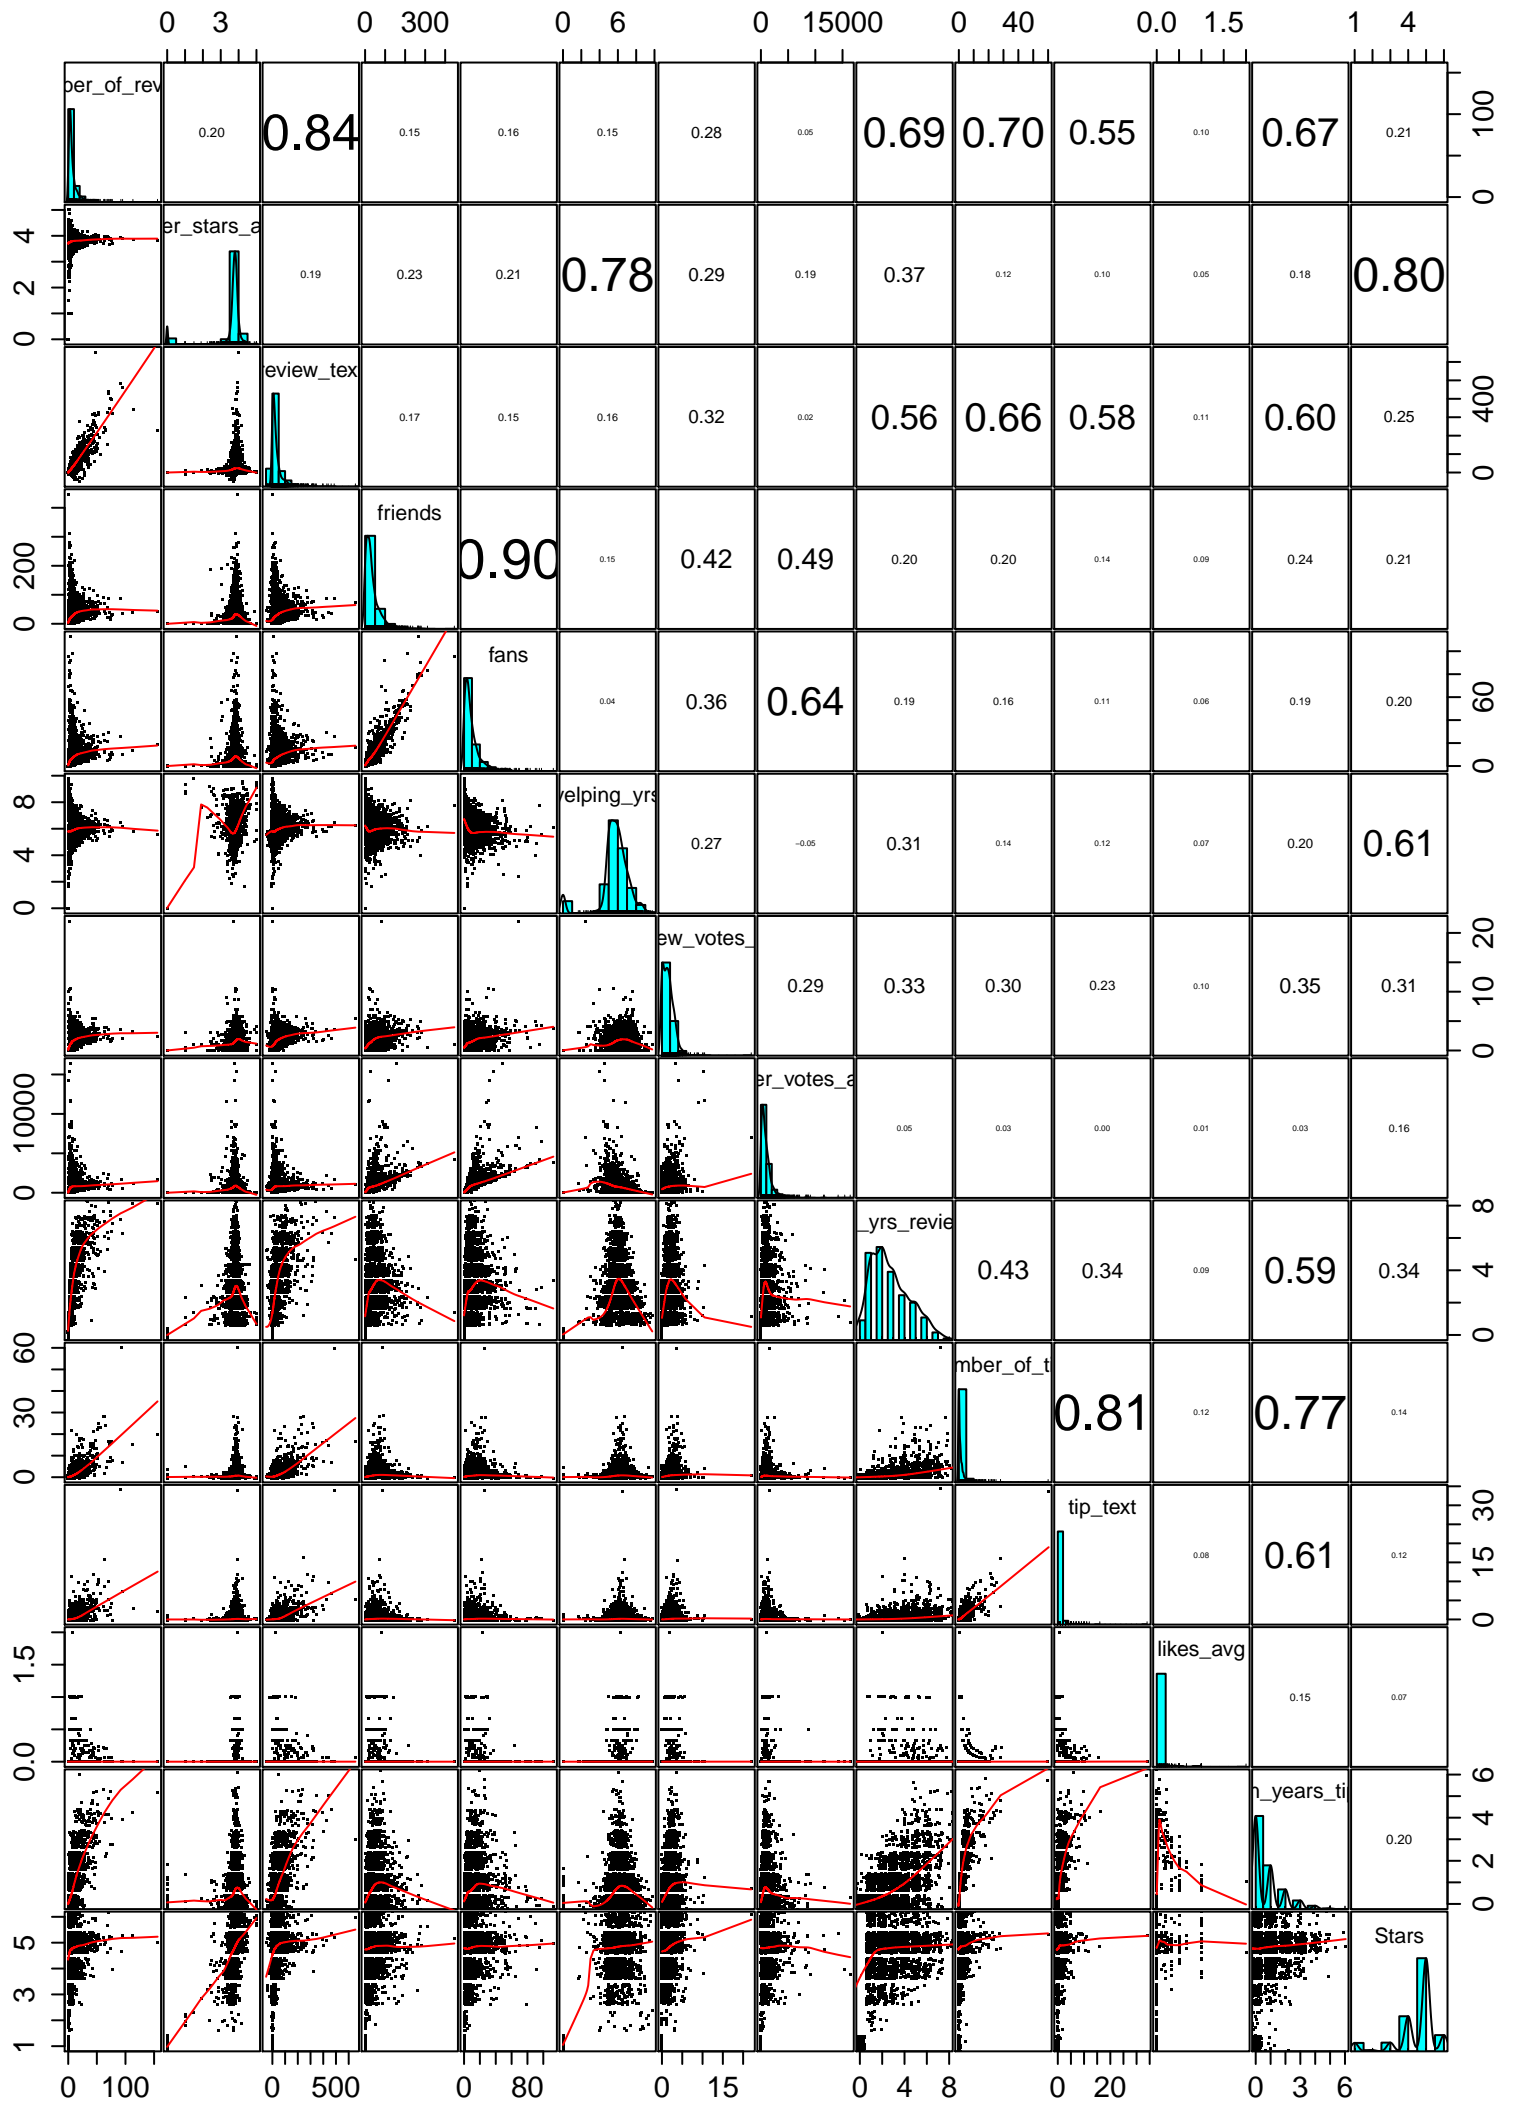 0 3 0 300 0 6 0 15000 0 40 0.0 1.5 1 4
ber_of_rev 0.20 0.84 0.15 0.16 0.15 0.28 0.05 0.69 0.70 0.55 0.10 0.67 0.21 0 100
0 2 4 er_stars_a 0.19 0.23 0.21 0.78 0.29 0.19 0.37 0.12 0.10 0.05 0.18 0.80
eview_tex 0.17 0.15 0.16 0.32 0.02 0.56 0.66 0.58 0.11 0.60 0.25 0 400
0 200 friends 0.90 0.15 0.42 0.49 0.20 0.20 0.14 0.09 0.24 0.21
fans 0.04 0.36 0.64 0.19 0.16 0.11 0.06 0.19 0.20 0 60
0 4 8 yelping_yrs 0.27 −0.05 0.31 0.14 0.12 0.07 0.20 0.61
ew_votes_ 0.29 0.33 0.30 0.23 0.10 0.35 0.31 0 10 20
0 10000 er_votes_a 0.05 0.03 0.00 0.01 0.03 0.16
_yrs_revie 0.43 0.34 0.09 0.59 0.34 0 4 8
0 30 60 mber_of_t 0.81 0.12 0.77 0.14
tip_text 0.08 0.61 0.12 0 15 30
0.0 1.5 likes_avg 0.15 0.07
n_years_ti 0.20 0 2 4 6
1 3 5 Stars
0 100 0 500 0 80 0 15 0 4 8 0 20 0 3 6